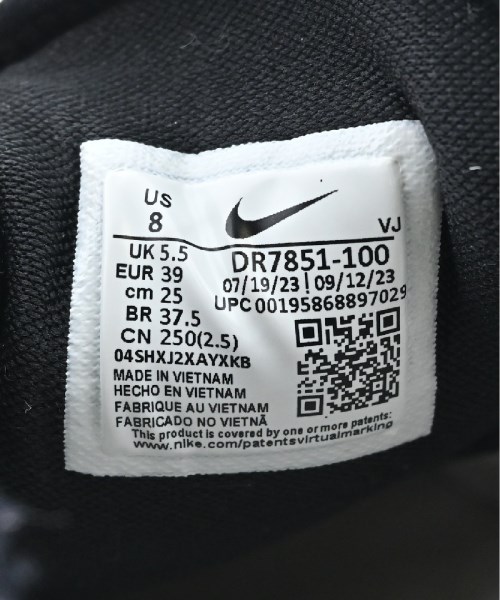 US
8
VJ
UK 5.5
EUR 39
cm 25
BR 37.5
CN 250(2.5)
DR7851-100
07/19/23 | 09/12/23
UPC 00195868897029
04SHXJ2XAYXKB
MADE IN VIETNAM
HECHO EN VIETNAM
FABRIQUE AU VIETNAM
FABRICADO NO VIETNÃ
This product is covered by one or more patents:
www.nike.com/patentsvirtualmarking